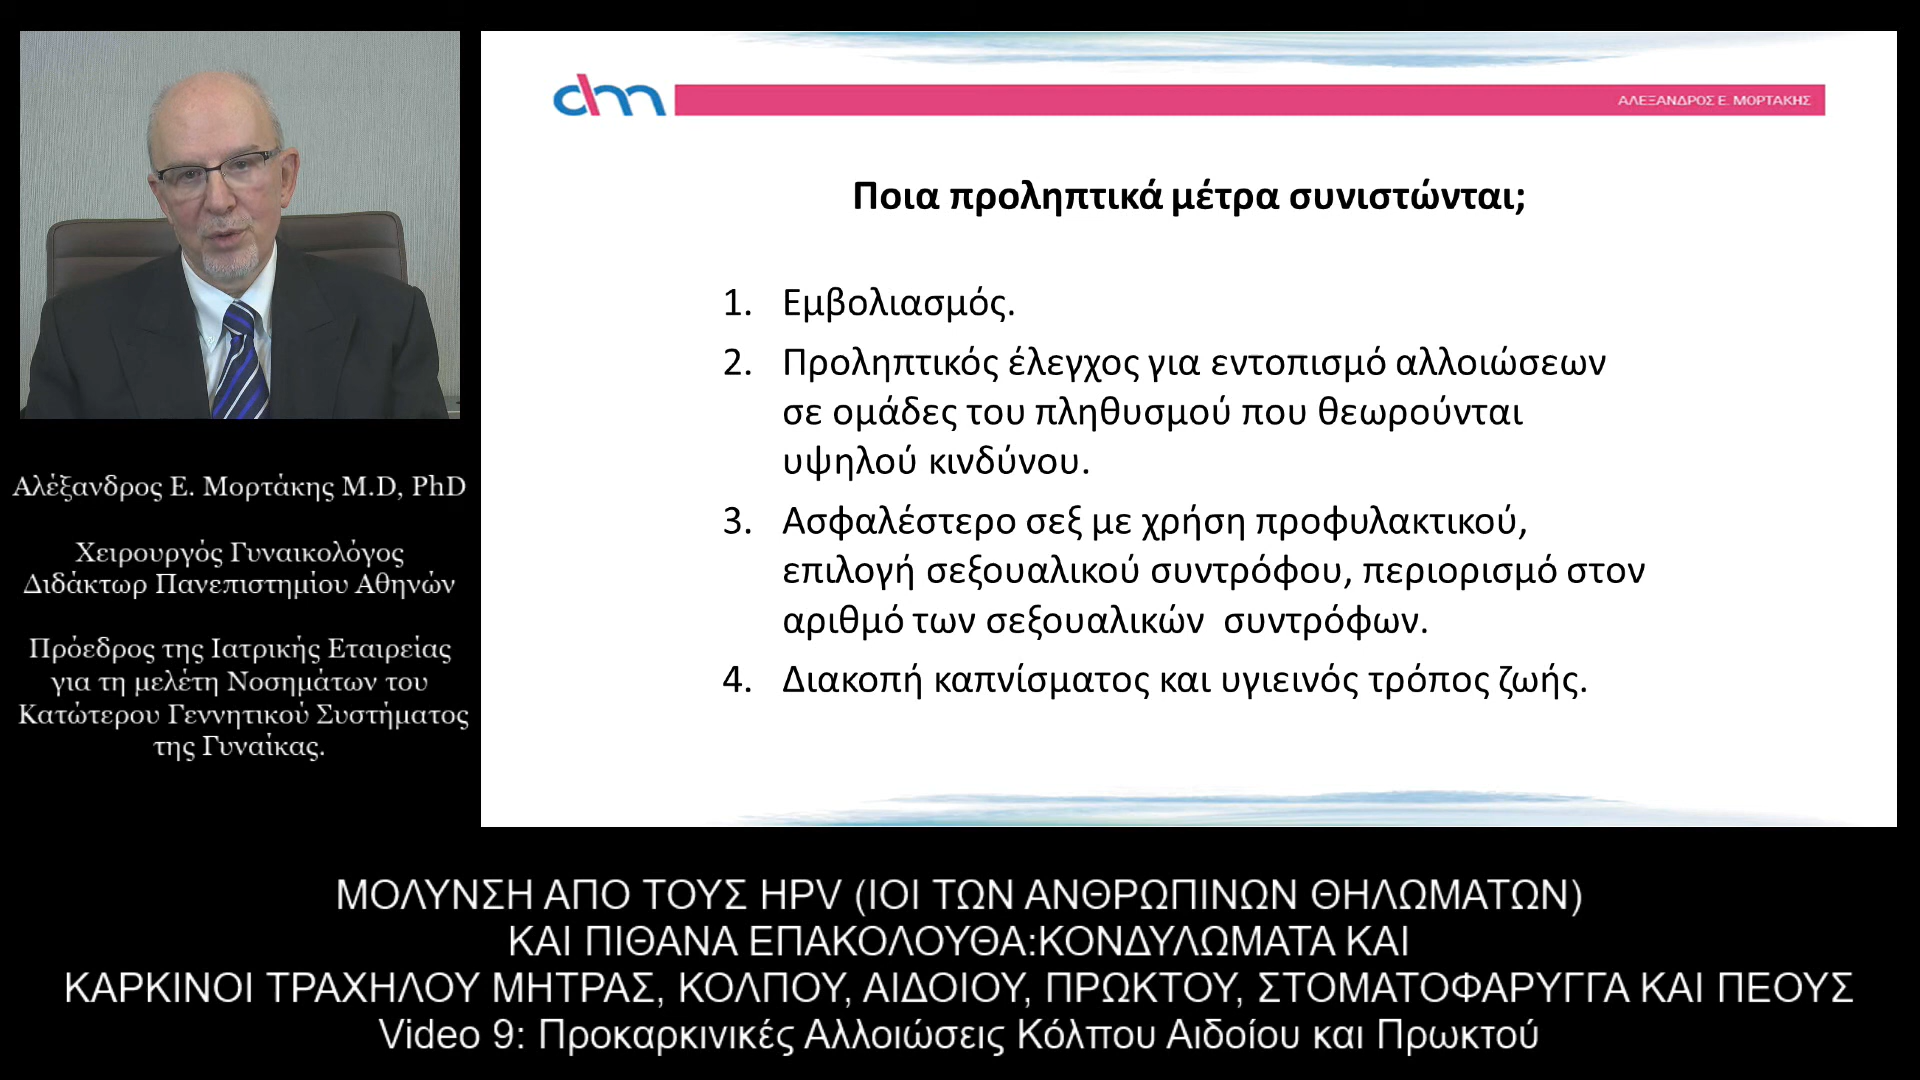 ΑΛΕΞΑΝΔΡΟΣ Ε. ΜΟΡΤΑΚΗΣ
Ποια προληπτικά μέτρα συνιστώνται;
1. Εμβολιασμός.
2. Προληπτικός έλεγχος για εντοπισμό αλλοιώσεων
σε ομάδες του πληθυσμού που θεωρούνται
υψηλού κινδύνου.
3. Ασφαλέστερο σεξ με χρήση προφυλακτικού,
επιλογή σεξουαλικού συντρόφου, περιορισμό στον
αριθμό των σεξουαλικών  συντρόφων.
4. Διακοπή καπνίσματος και υγιεινός τρόπος ζωής.
Αλέξανδρος Ε. Μορτάκης M.D, PhD
Χειρουργός Γυναικολόγος
Διδάκτωρ Πανεπιστημίου Αθηνών
Πρόεδρος της Ιατρικής Εταιρείας
για τη μελέτη Νοσημάτων του
Κατώτερου Γεννητικού Συστήματος
της Γυναίκας.
ΜΟΛΥΝΣΗ ΑΠΟ ΤΟΥΣ HPV (ΙΟΙ ΤΩΝ ΑΝΘΡΩΠΙΝΩΝ ΘΗΛΩΜΑΤΩΝ)
ΚΑΙ ΠΙΘΑΝΑ ΕΠΑΚΟΛΟΥΘΑ:ΚΟΝΔΥΛΩΜΑΤΑ ΚΑΙ
ΚΑΡΚΙΝΟΙ ΤΡΑΧΗΛΟΥ ΜΗΤΡΑΣ, ΚΟΛΠΟΥ, ΑΙΔΟΙΟΥ, ΠΡΩΚΤΟΥ, ΣΤΟΜΑΤΟΦΑΡΥΓΓΑ ΚΑΙ ΠΕΟΥΣ
Video 9: Προκαρκινικές Αλλοιώσεις Κόλπου Αιδοίου και Πρωκτού